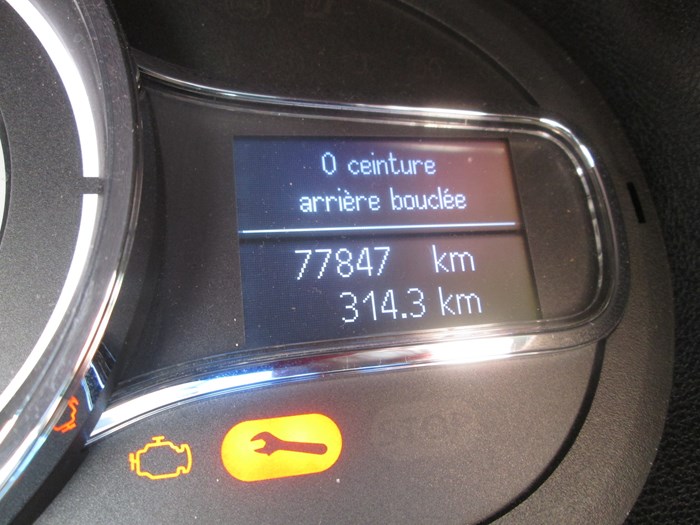 0 ceinture
arrière bouclée
77847 km
314.3 km